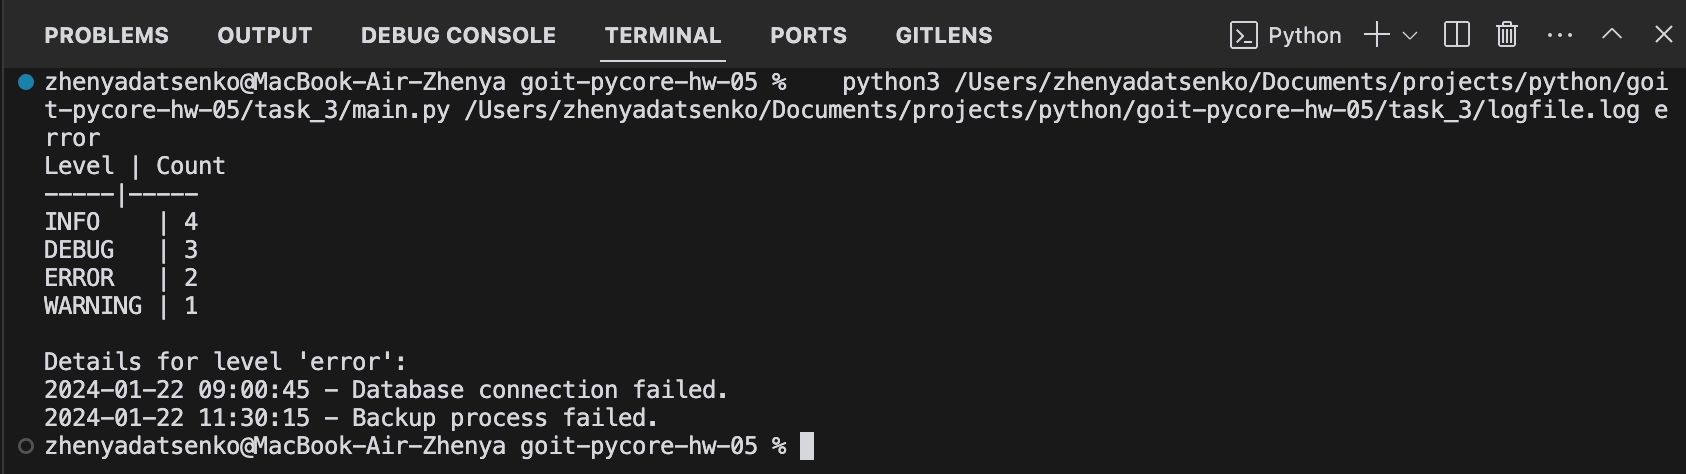 PROBLEMS OUTPUT DEBUG CONSOLE TERMINAL PORTS GITLENS Python
zhenyadatsenko@MacBook-Air-Zhenya goit-pycore-hw-05 %    python3 /Users/zhenyadatsenko/Documents/projects/python/goi
t-pycore-hw-05/task_3/main.py /Users/zhenyadatsenko/Documents/projects/python/goit-pycore-hw-05/task_3/logfile.log e
rror
Level | Count
-----|-----
INFO    | 4
DEBUG   | 3
ERROR   | 2
WARNING | 1
Details for level 'error':
2024-01-22 09:00:45 - Database connection failed.
2024-01-22 11:30:15 - Backup process failed.
zhenyadatsenko@MacBook-Air-Zhenya goit-pycore-hw-05 %